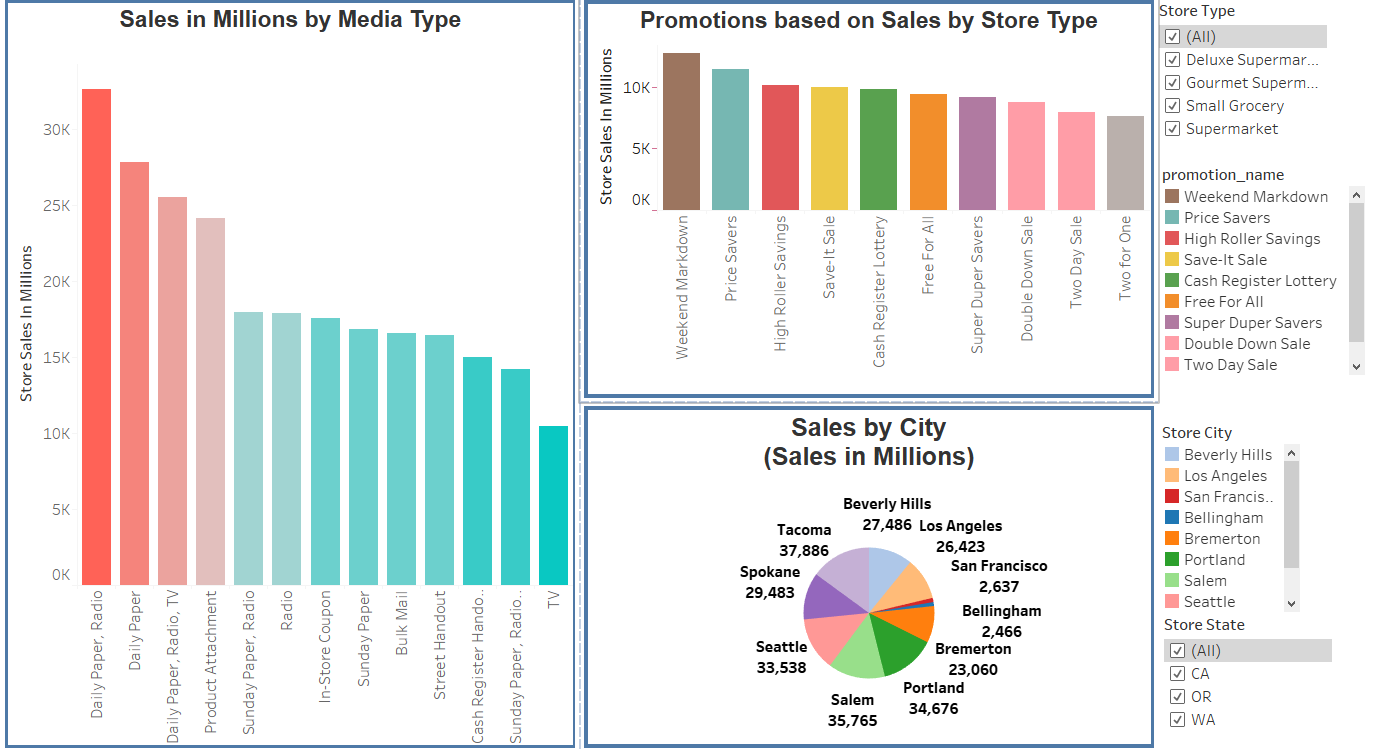 Sales in Millions by Media Type
Store Sales In Millions
30K
25K
20K
15K
10K
5K
0K
Daily Paper, Radio
Daily Paper
Daily Paper, Radio, TV
Product Attachment
Sunday Paper, Radio
Radio
In-Store Coupon
Sunday Paper
Bulk Mail
Street Handout
Cash Register Hando..
Sunday Paper, Radio..
TV
Promotions based on Sales by Store Type
Store Sales In Millions
10K
5K
0K
Weekend Markdown
Price Savers
High Roller Savings
Save-It Sale
Cash Register Lottery
Free For All
Super Duper Savers
Double Down Sale
Two Day Sale
Two for One
Sales by City
(Sales in Millions)
Beverly Hills
27,486
Los Angeles
26,423
San Francisco
2,637
Bellingham
2,466
Bremerton
23,060
Portland
34,676
Salem
35,765
Seattle
33,538
Spokane
29,483
Tacoma
37,886
Store Type
(All)
Deluxe Supermar...
Gourmet Superm...
Small Grocery
Supermarket
promotion_name
Weekend Markdown
Price Savers
High Roller Savings
Save-It Sale
Cash Register Lottery
Free For All
Super Duper Savers
Double Down Sale
Two Day Sale
Store City
Beverly Hills
Los Angeles
San Francis..
Bellingham
Bremerton
Portland
Salem
Seattle
Store State
(All)
CA
OR
WA